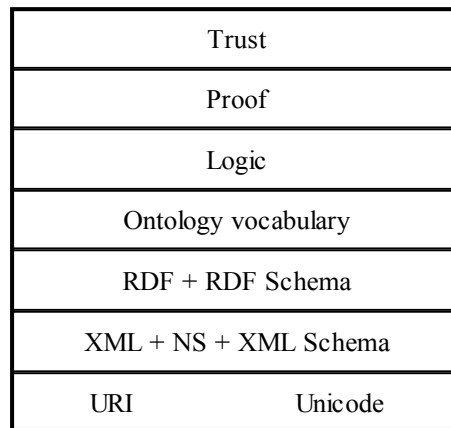 Trust
Proof
Logic
Ontology vocabulary
RDF + RDF Schema
XML + NS + XML Schema
URI Unicode